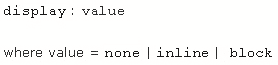 display: value
where value = none | inline | block